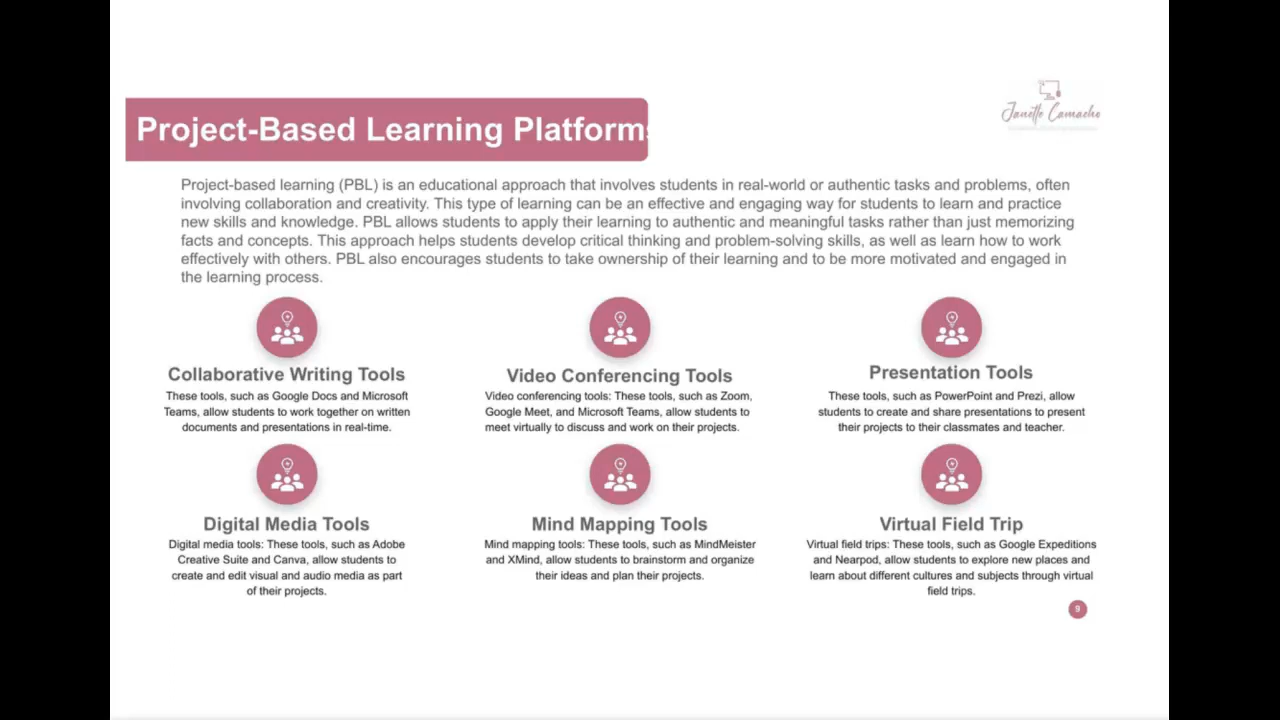 Project-Based Learning Platforms
Janette Camacho
Project-based learning (PBL) is an educational approach that involves students in real-world or authentic tasks and problems, often
involving collaboration and creativity. This type of learning can be an effective and engaging way for students to learn and practice
new skills and knowledge. PBL allows students to apply their learning to authentic and meaningful tasks rather than just memorizing
facts and concepts. This approach helps students develop critical thinking and problem-solving skills, as well as learn how to work
effectively with others. PBL also encourages students to take ownership of their learning and to be more motivated and engaged in
the learning process.
Collaborative Writing Tools
These tools, such as Google Docs and Microsoft
Teams, allow students to work together on written
documents and presentations in real-time.
Video Conferencing Tools
Video conferencing tools: These tools, such as Zoom,
Google Meet, and Microsoft Teams, allow students to
meet virtually to discuss and work on their projects.
Presentation Tools
These tools, such as PowerPoint and Prezi, allow
students to create and share presentations to present
their projects to their classmates and teacher.
Digital Media Tools
Digital media tools: These tools, such as Adobe
Creative Suite and Canva, allow students to
create and edit visual and audio media as part
of their projects.
Mind Mapping Tools
Mind mapping tools: These tools, such as MindMeister
and XMind, allow students to brainstorm and organize
their ideas and plan their projects.
Virtual Field Trip
Virtual field trips: These tools, such as Google Expeditions
and Nearpod, allow students to explore new places and
learn about different cultures and subjects through virtual
field trips.
9